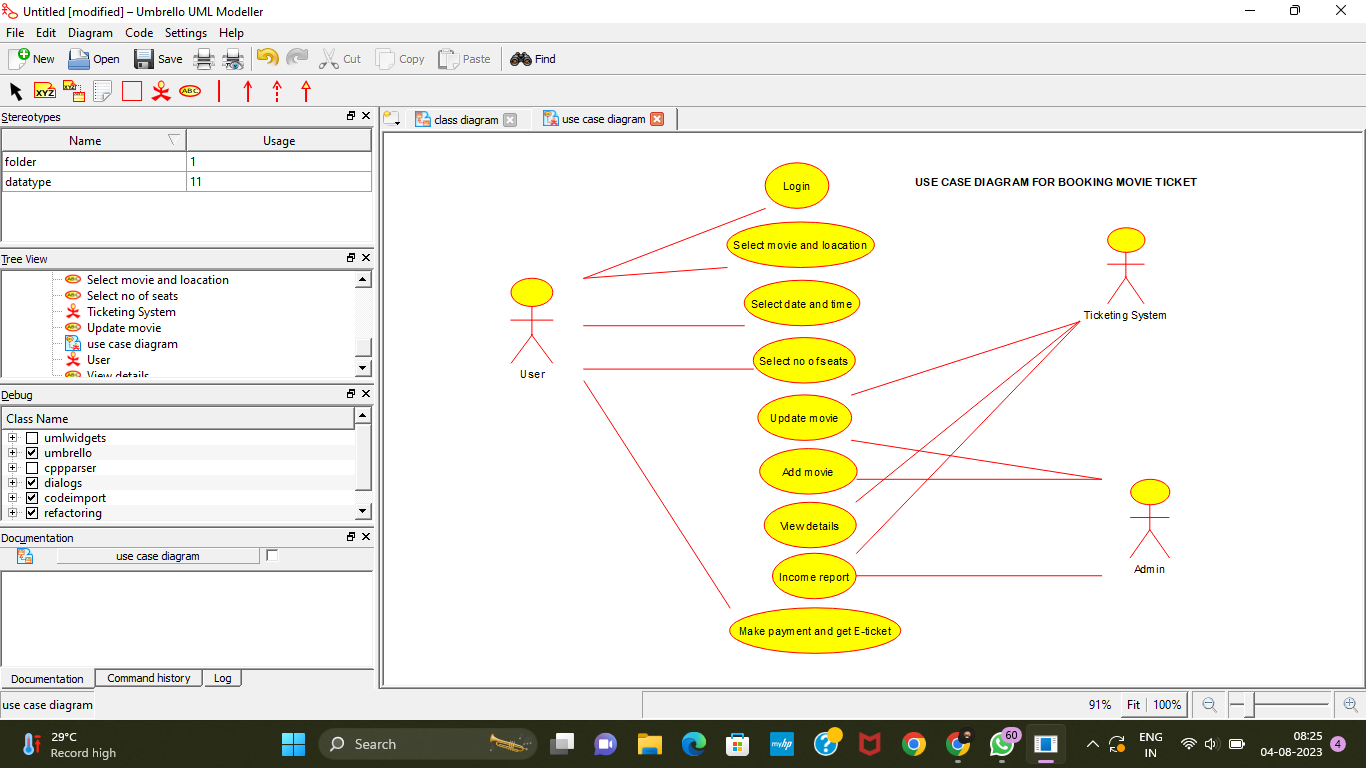 Untitled [modified] – Umbrello UML Modeller
File Edit Diagram Code Settings Help
New Open Save Cut Copy Paste Find
XYZ XYZ ABC
Stereotypes
Name Usage
folder 1
datatype 11
Tree View
Select movie and loacation
Select no of seats
Ticketing System
Update movie
use case diagram
User
View details
Debug
Class Name
umlwidgets
umbrello
cppparser
dialogs
codeimport
refactoring
Documentation
use case diagram
Documentation Command history Log
use case diagram
class diagram use case diagram
USE CASE DIAGRAM FOR BOOKING MOVIE TICKET
Login
Select movie and loacation
Select date and time
Select no of seats
Update movie
Add movie
View details
Income report
Make payment and get E-ticket
User
Ticketing System
Admin
91% Fit 100%
29°C
Record high
Search
myhp
60
ENG
IN
08:25
04-08-2023
4